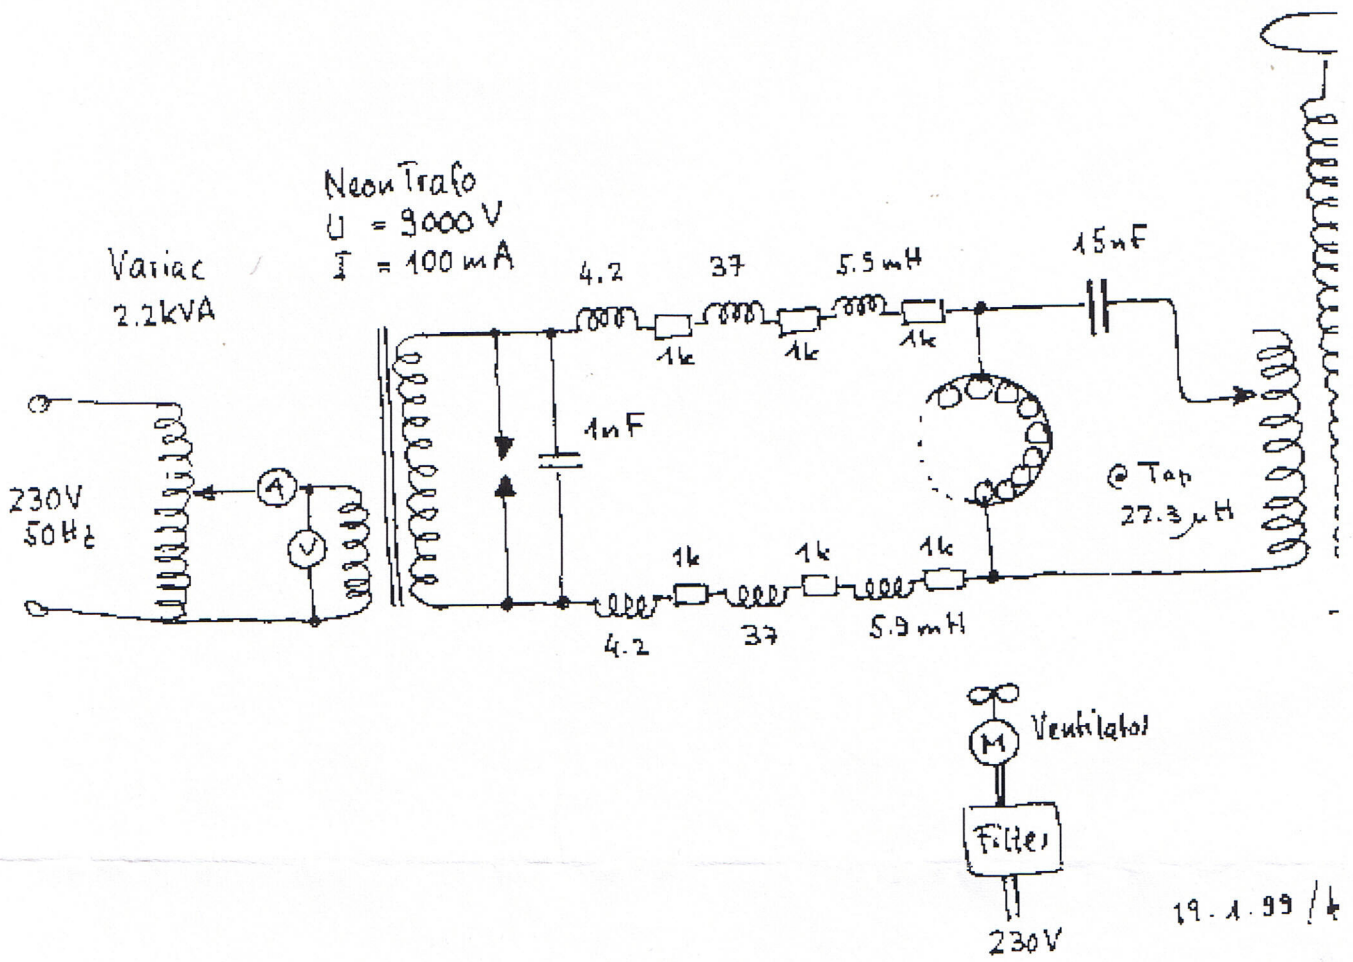 Neon Trafo
U = 9000 V
I = 100 mA
Variac
2.2kVA
4.2
37
5.9 mH
15nF
1k
1k
1k
1nF
230V
50Hz
A
V
@ Tap
22.3 µH
1k
1k
1k
4.2
37
5.9 mH
M
Ventilator
Filter
230V
19.1.99 /